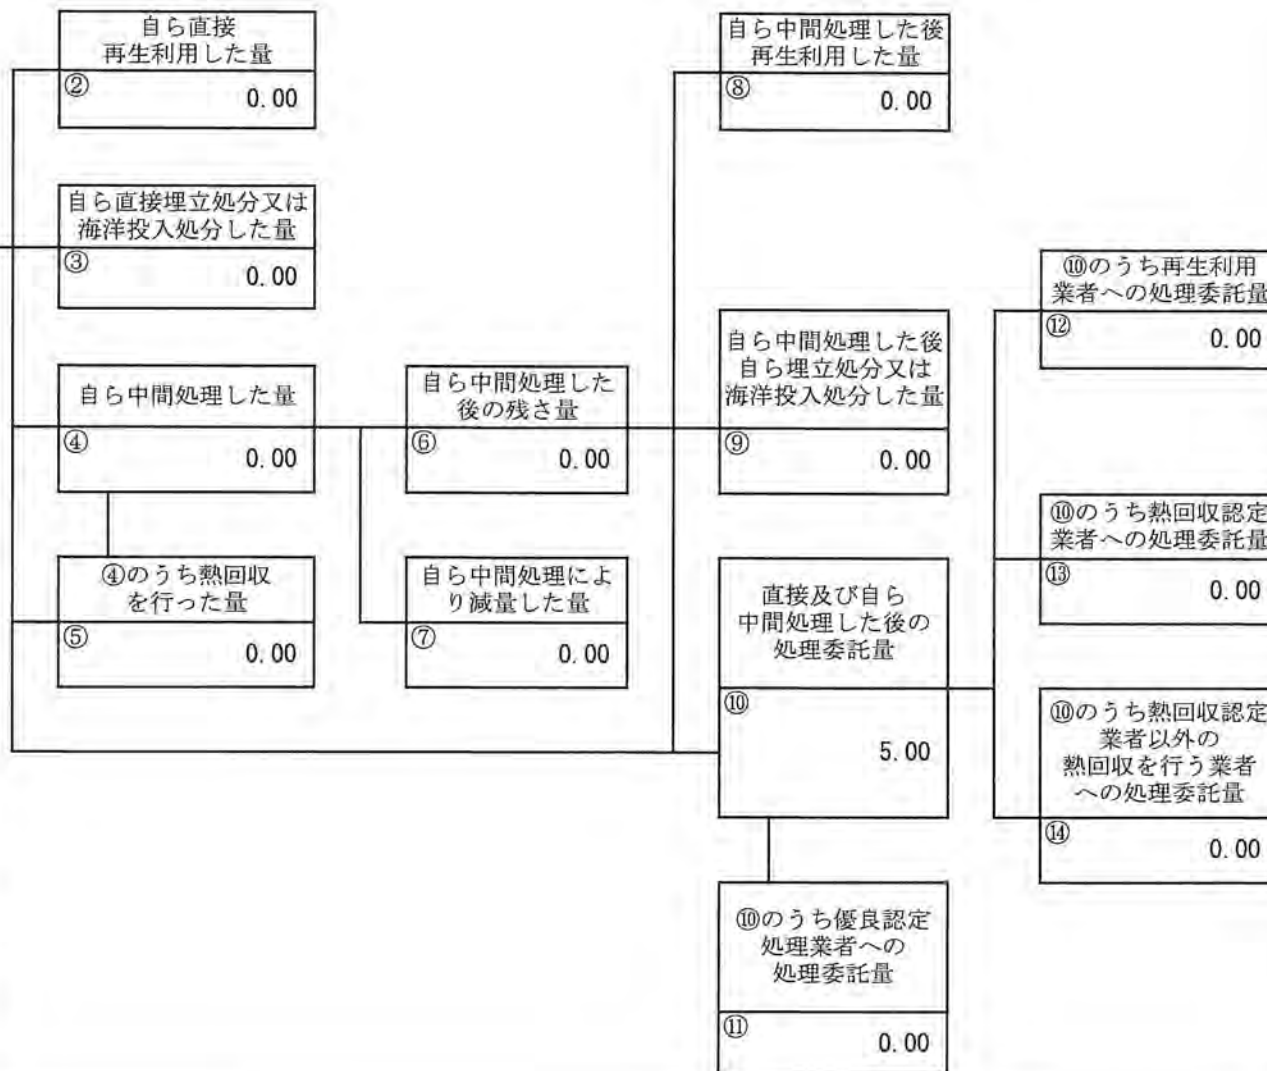 自ら直接
再生利用した量
②
0.00
自ら直接埋立処分又は
海洋投入処分した量
③
0.00
自ら中間処理した量
④
0.00
④のうち熱回収
を行った量
⑤
0.00
自ら中間処理した
後の残さ量
⑥
0.00
自ら中間処理によ
り減量した量
⑦
0.00
自ら中間処理した後
再生利用した量
⑧
0.00
自ら中間処理した後
自ら埋立処分又は
海洋投入処分した量
⑨
0.00
直接及び自ら
中間処理した後の
処理委託量
⑩
5.00
⑩のうち優良認定
処理業者への
処理委託量
⑪
0.00
⑩のうち再生利用
業者への処理委託量
⑫
0.00
⑩のうち熱回収認定
業者への処理委託量
⑬
0.00
⑩のうち熱回収認定
業者以外の
熱回収を行う業者
への処理委託量
⑭
0.00